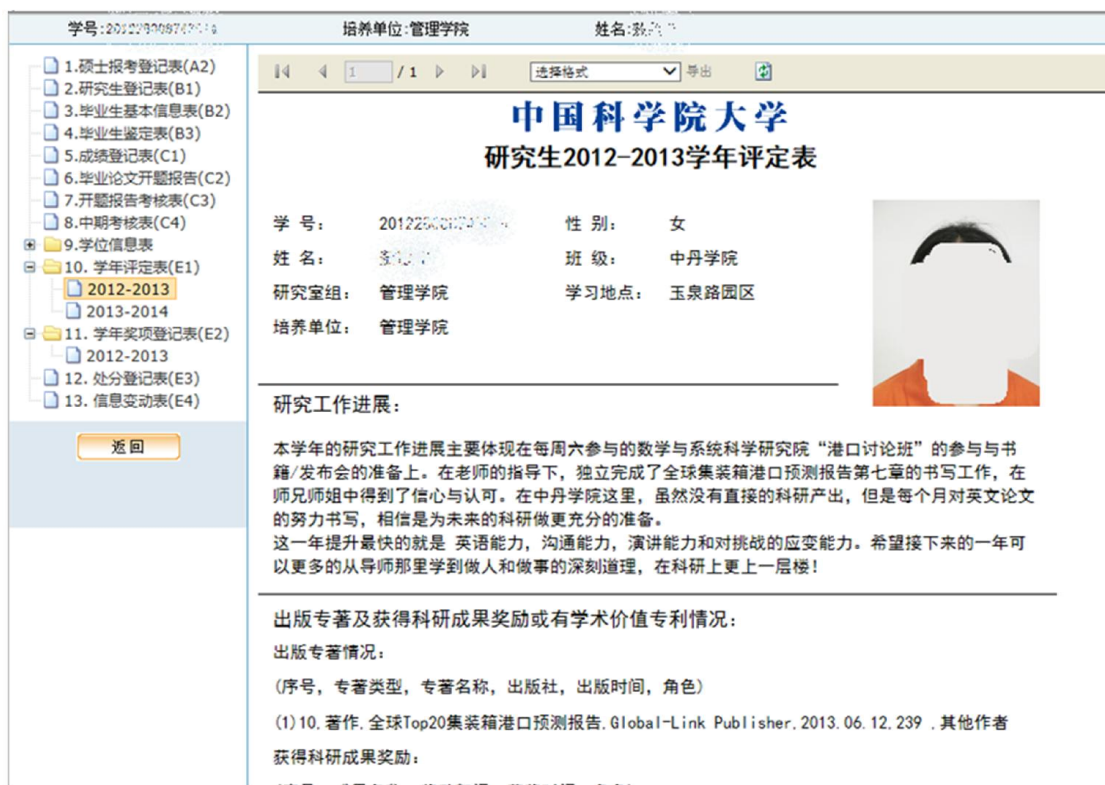 学号:
培养单位:管理学院
姓名:
1.硕士报考登记表(A2)
2.研究生登记表(B1)
3.毕业生基本信息表(B2)
4.毕业生鉴定表(B3)
5.成绩登记表(C1)
6.毕业论文开题报告(C2)
7.开题报告考核表(C3)
8.中期考核表(C4)
9.学位信息表
10. 学年评定表(E1)
2012-2013
2013-2014
11. 学年奖项登记表(E2)
2012-2013
12. 处分登记表(E3)
13. 信息变动表(E4)
返回
1 / 1 选择格式 导出
中国科学院大学
研究生2012-2013学年评定表
学 号: 性 别: 女
姓 名: 班 级: 中丹学院
研究室组: 管理学院 学习地点: 玉泉路园区
培养单位: 管理学院
研究工作进展:
本学年的研究工作进展主要体现在每周六参与的数学与系统科学研究院“港口讨论班”的参与与书
籍/发布会的准备上。在老师的指导下，独立完成了全球集装箱港口预测报告第七章的书写工作，在
师兄师姐中得到了信心与认可。在中丹学院这里，虽然没有直接的科研产出，但是每个月对英文论文
的努力书写，相信是为未来的科研做更充分的准备。
这一年提升最快的就是 英语能力，沟通能力，演讲能力和对挑战的应变能力。希望接下来的一年可
以更多的从导师那里学到做人和做事的深刻道理，在科研上更上一层楼！
出版专著及获得科研成果奖励或有学术价值专利情况:
出版专著情况:
(序号, 专著类型, 专著名称, 出版社, 出版时间, 角色)
(1)10,著作,全球Top20集装箱港口预测报告,Global-Link Publisher,2013.06.12,239 ,其他作者
获得科研成果奖励: